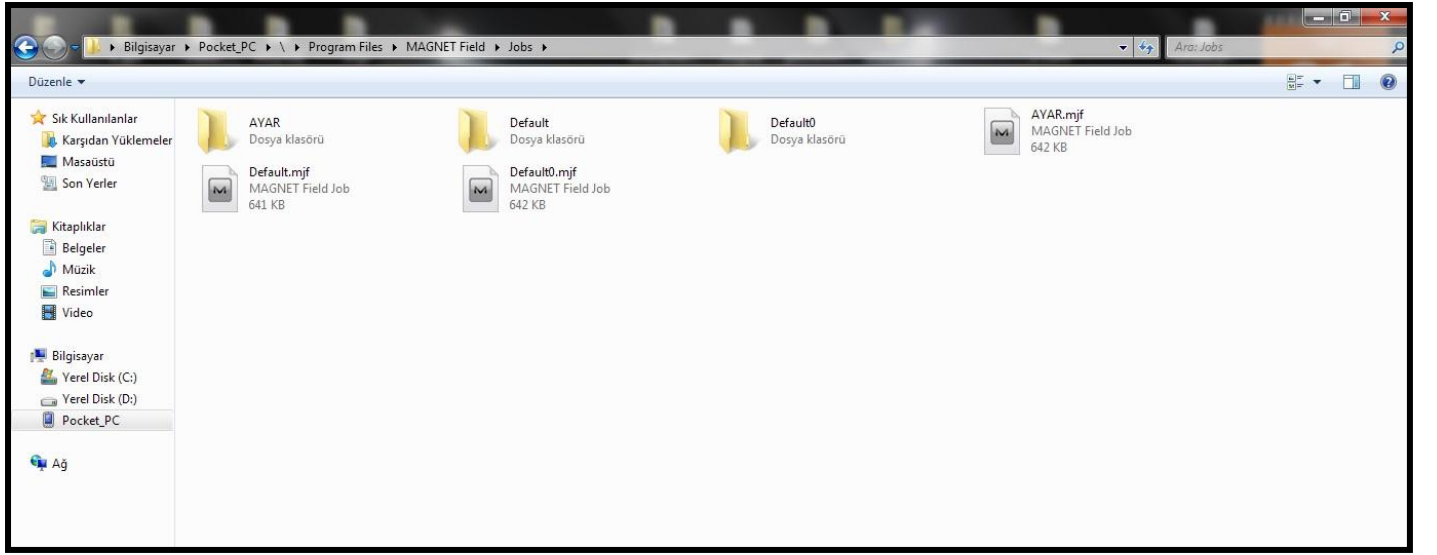 Bilgisayar Pocket_PC \ Program Files MAGNET Field Jobs
Ara: Jobs
Düzenle
Sık Kullanılanlar
Karşıdan Yüklemeler
Masaüstü
Son Yerler
Kitaplıklar
Belgeler
Müzik
Resimler
Video
Bilgisayar
Yerel Disk (C:)
Yerel Disk (D:)
Pocket_PC
Ağ
AYAR
Dosya klasörü
Default
Dosya klasörü
Default0
Dosya klasörü
AYAR.mjf
MAGNET Field Job
642 KB
Default.mjf
MAGNET Field Job
641 KB
Default0.mjf
MAGNET Field Job
642 KB